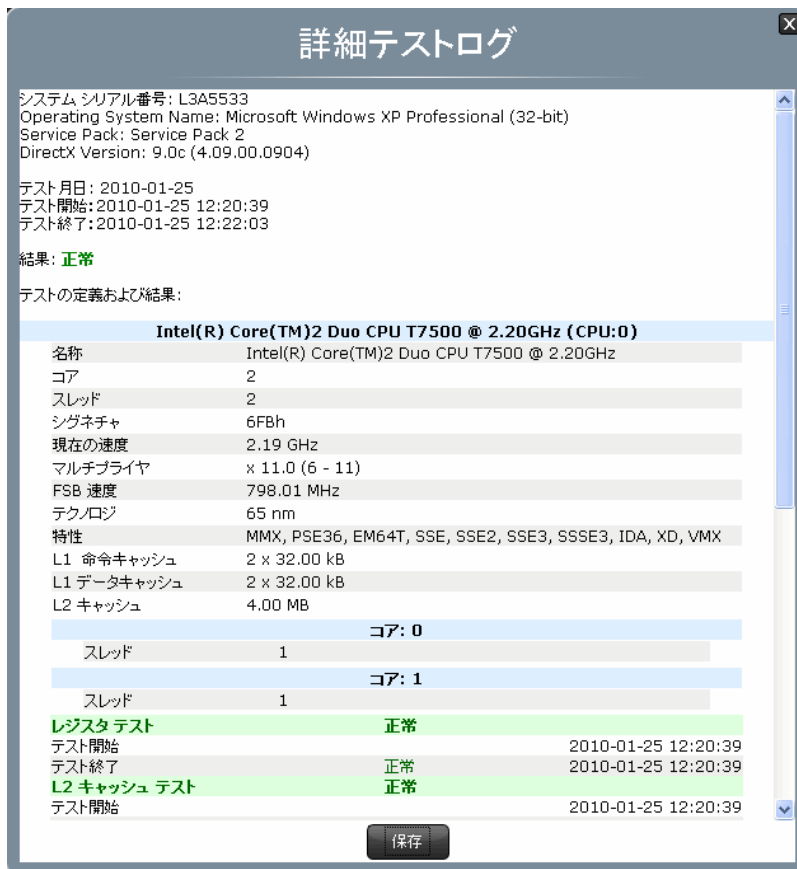 詳細テストログ
X
システム シリアル番号: L3A5533
Operating System Name: Microsoft Windows XP Professional (32-bit)
Service Pack: Service Pack 2
DirectX Version: 9.0c (4.09.00.0904)
テスト月日: 2010-01-25
テスト開始:2010-01-25 12:20:39
テスト終了:2010-01-25 12:22:03
結果: 正常
テストの定義および結果:
Intel(R) Core(TM)2 Duo CPU T7500 @ 2.20GHz (CPU:0)
名称 Intel(R) Core(TM)2 Duo CPU T7500 @ 2.20GHz
コア 2
スレッド 2
シグネチャ 6FBh
現在の速度 2.19 GHz
マルチプライヤ x 11.0 (6 - 11)
FSB 速度 798.01 MHz
テクノロジ 65 nm
特性 MMX, PSE36, EM64T, SSE, SSE2, SSE3, SSSE3, IDA, XD, VMX
L1 命令キャッシュ 2 x 32.00 kB
L1 データキャッシュ 2 x 32.00 kB
L2 キャッシュ 4.00 MB
コア: 0
スレッド 1
コア: 1
スレッド 1
レジスタ テスト 正常
テスト開始 2010-01-25 12:20:39
テスト終了 正常 2010-01-25 12:20:39
L2 キャッシュ テスト 正常
テスト開始 2010-01-25 12:20:39
保存